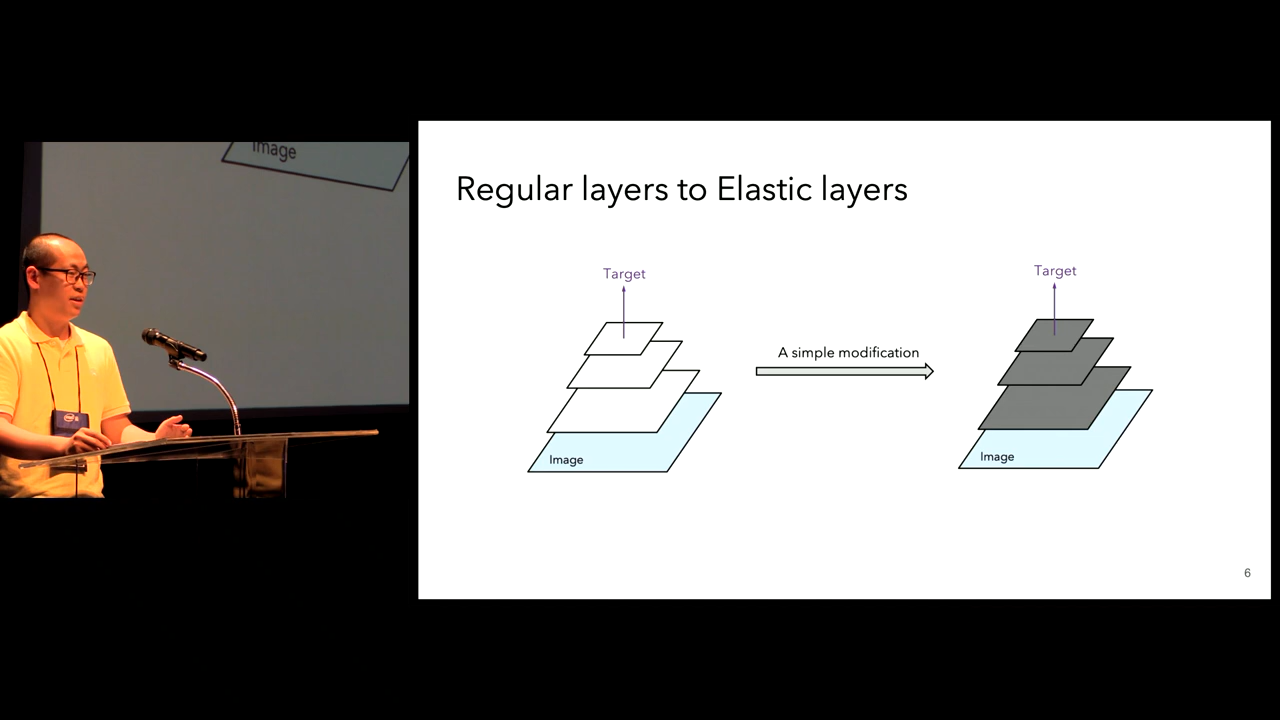 Image
Regular layers to Elastic layers
Target
Target
A simple modification
Image
Image
6